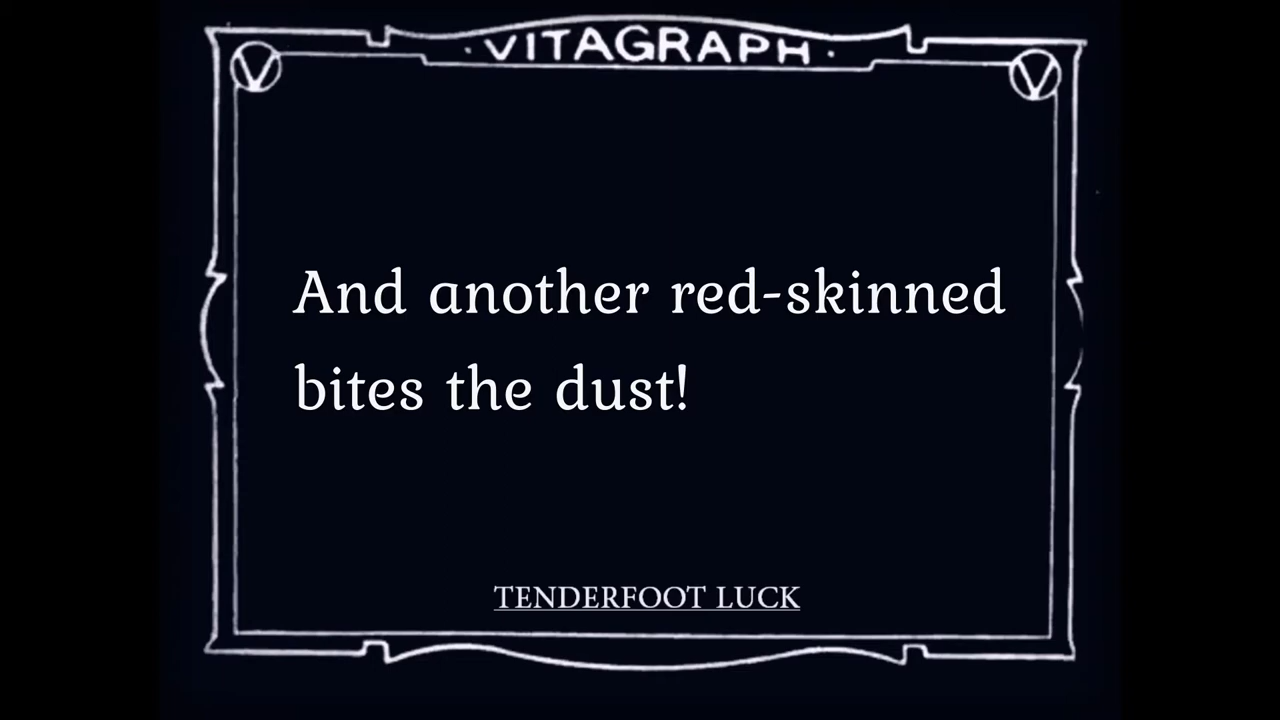 · VITAGRAPH ·
V V
And another red-skinned
bites the dust!
TENDERFOOT LUCK